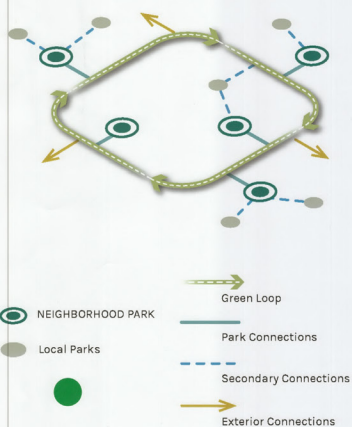 Green Loop
NEIGHBORHOOD PARK
Park Connections
Local Parks
Secondary Connections
Exterior Connections